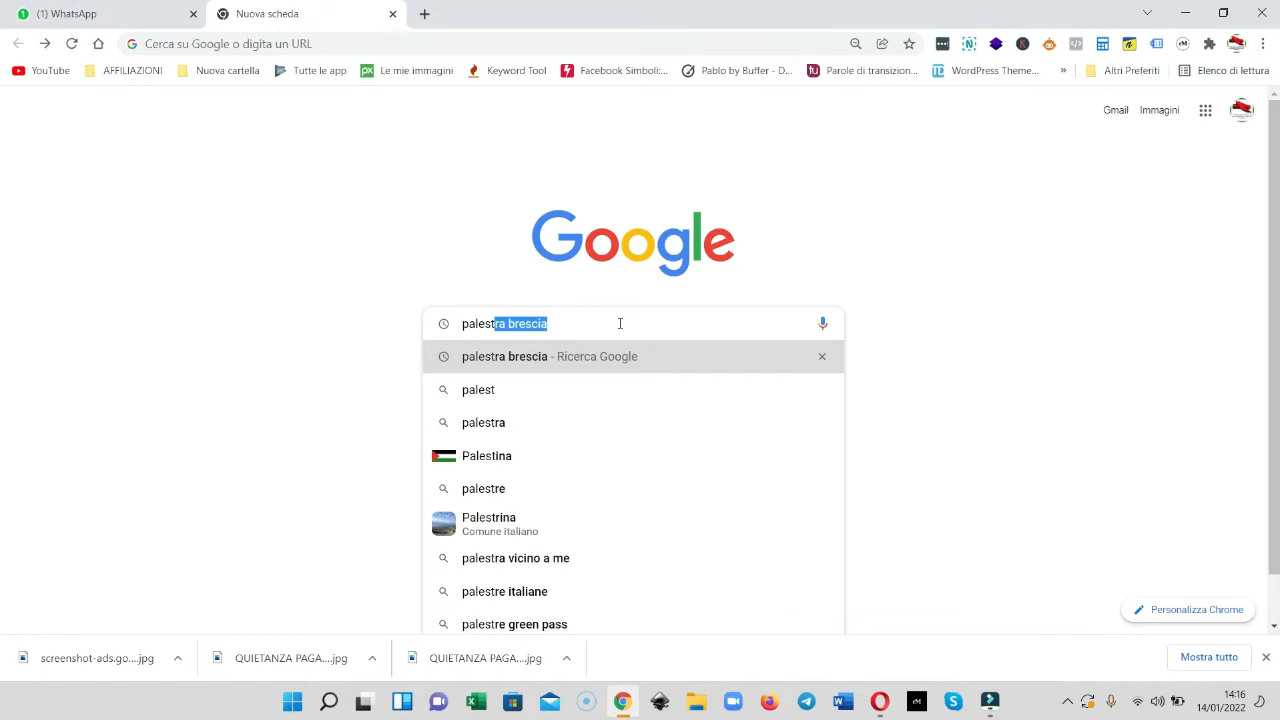 (1) WhatsApp
Nuova scheda
Cerca su Google o digita un URL
YouTube
AFFILIAZIONI
Nuova cartella
Tutte le app
Le mie immagini
Keyword Tool
Facebook Simboli:...
Pablo by Buffer - D...
Parole di transizion...
WordPress Theme...
»
Altri Preferiti
Elenco di lettura
Gmail
Immagini
Google
palestra brescia
palestra brescia - Ricerca Google
palest
palestra
Palestina
palestre
Palestrina
Comune italiano
palestra vicino a me
palestre italiane
palestre green pass
Personalizza Chrome
screenshot-ads.go....jpg
QUIETANZA PAGA....jpg
QUIETANZA PAGA....jpg
Mostra tutto
14:16
14/01/2022